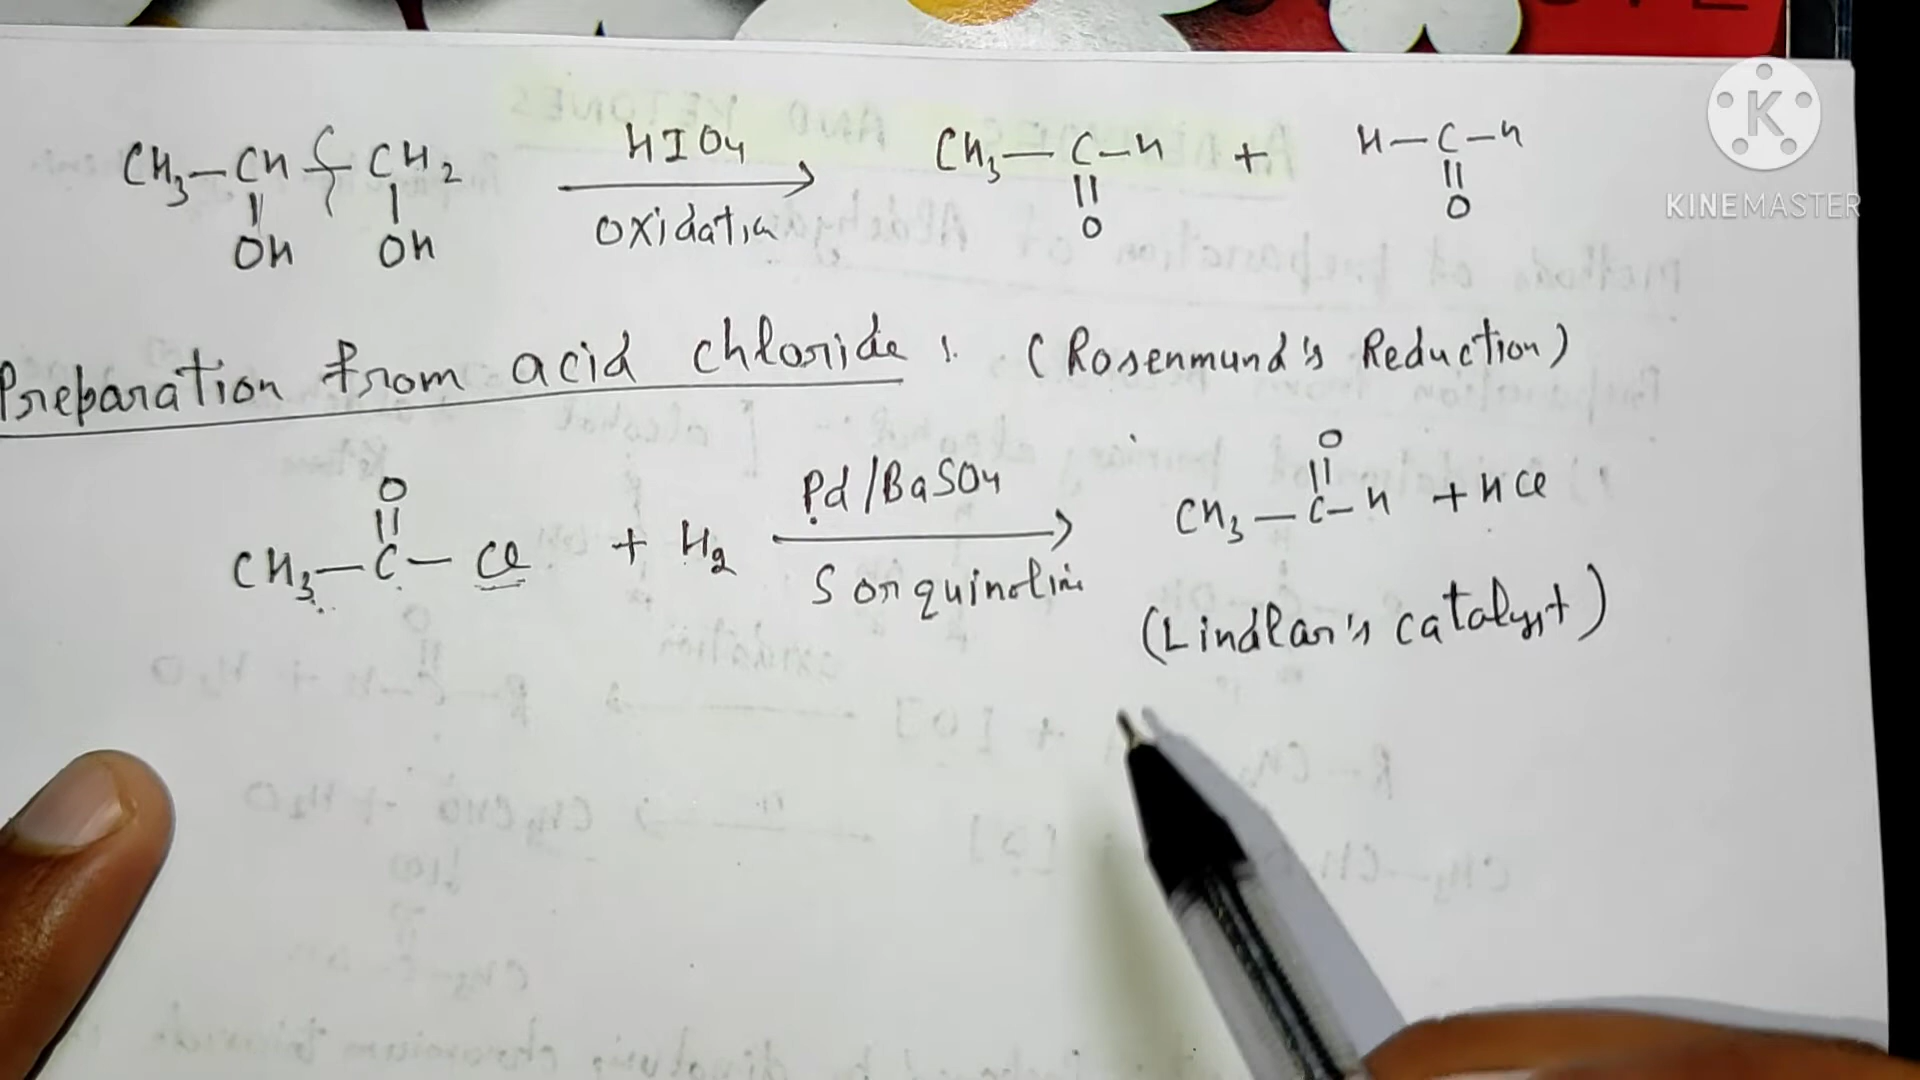 K
KINEMASTER
CH₃—CH—CH₂ HIO₄ CH₃—C—H + H—C—H
OH OH Oxidation O O
Preparation from acid chloride: (Rosenmund's Reduction)
O Pd/BaSO₄ O
CH₃—C—Cl + H₂ S or quinoline CH₃—C—H + HCl
(Lindlar's catalyst)